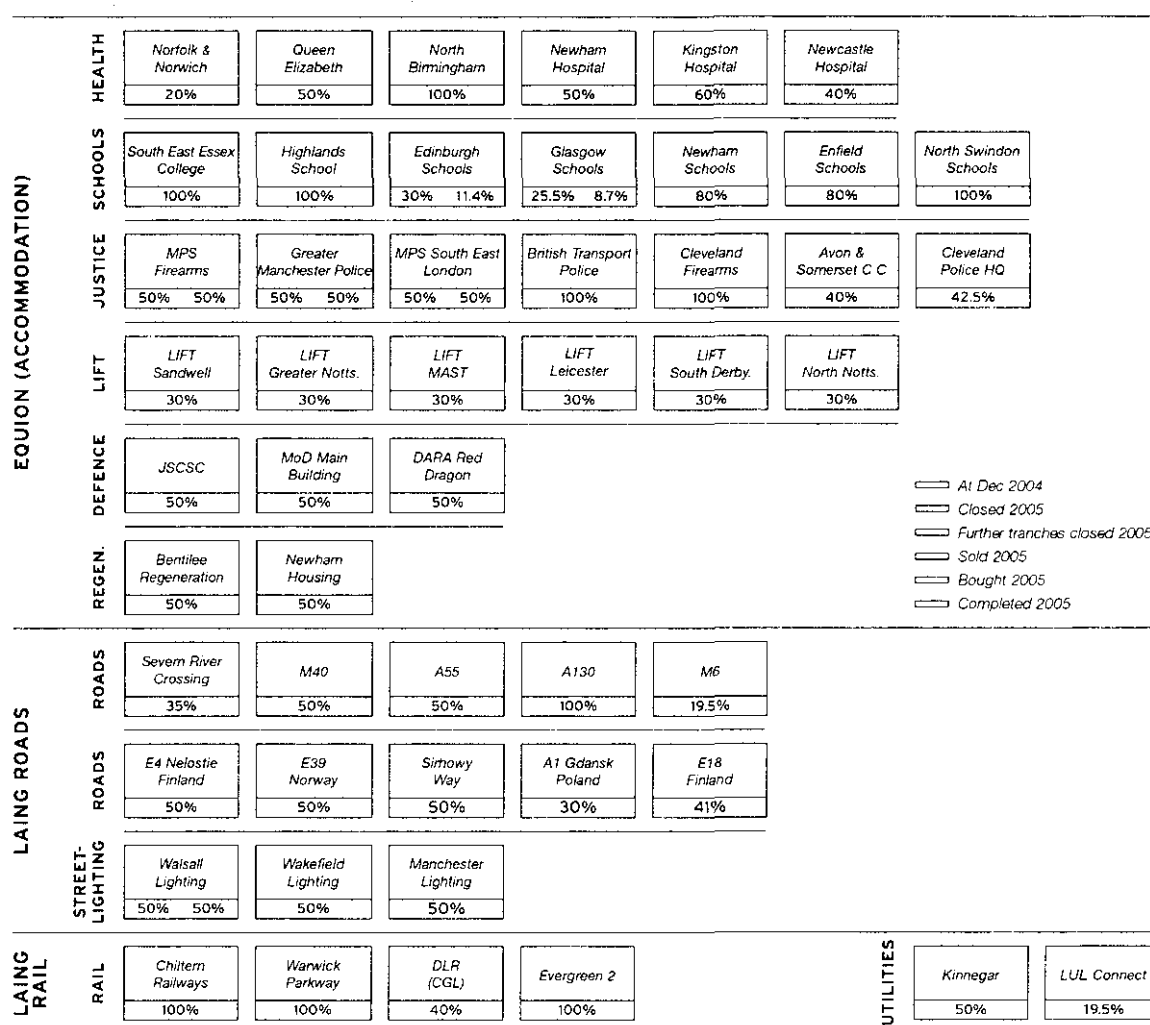 EQUION (ACCOMMODATION)
HEALTH
Norfolk & Norwich
20%
Queen Elizabeth
50%
North Birmingham
100%
Newham Hospital
50%
Kingston Hospital
60%
Newcastle Hospital
40%
SCHOOLS
South East Essex College
100%
Highlands School
100%
Edinburgh Schools
30% 11.4%
Glasgow Schools
25.5% 8.7%
Newham Schools
80%
Enfield Schools
80%
North Swindon Schools
100%
JUSTICE
MPS Firearms
50% 50%
Greater Manchester Police
50% 50%
MPS South East London
50% 50%
British Transport Police
100%
Cleveland Firearms
100%
Avon & Somerset C C
40%
Cleveland Police HQ
42.5%
LIFT
LIFT Sandwell
30%
LIFT Greater Notts.
30%
LIFT MAST
30%
LIFT Leicester
30%
LIFT South Derby.
30%
LIFT North Notts.
30%
DEFENCE
JSCSC
50%
MoD Main Building
50%
DARA Red Dragon
50%
REGEN.
Bentilee Regeneration
50%
Newham Housing
50%
At Dec 2004
Closed 2005
Further tranches closed 2005
Sold 2005
Bought 2005
Completed 2005
LAING ROADS
ROADS
Severn River Crossing
35%
M40
50%
A55
50%
A130
100%
M6
19.5%
ROADS
E4 Nelostie Finland
50%
E39 Norway
50%
Sirhowy Way
50%
A1 Gdansk Poland
30%
E18 Finland
41%
STREET-LIGHTING
Walsall Lighting
50% 50%
Wakefield Lighting
50%
Manchester Lighting
50%
LAING RAIL
RAIL
Chiltern Railways
100%
Warwick Parkway
100%
DLR (CGL)
40%
Evergreen 2
100%
UTILITIES
Kinnegar
50%
LUL Connect
19.5%